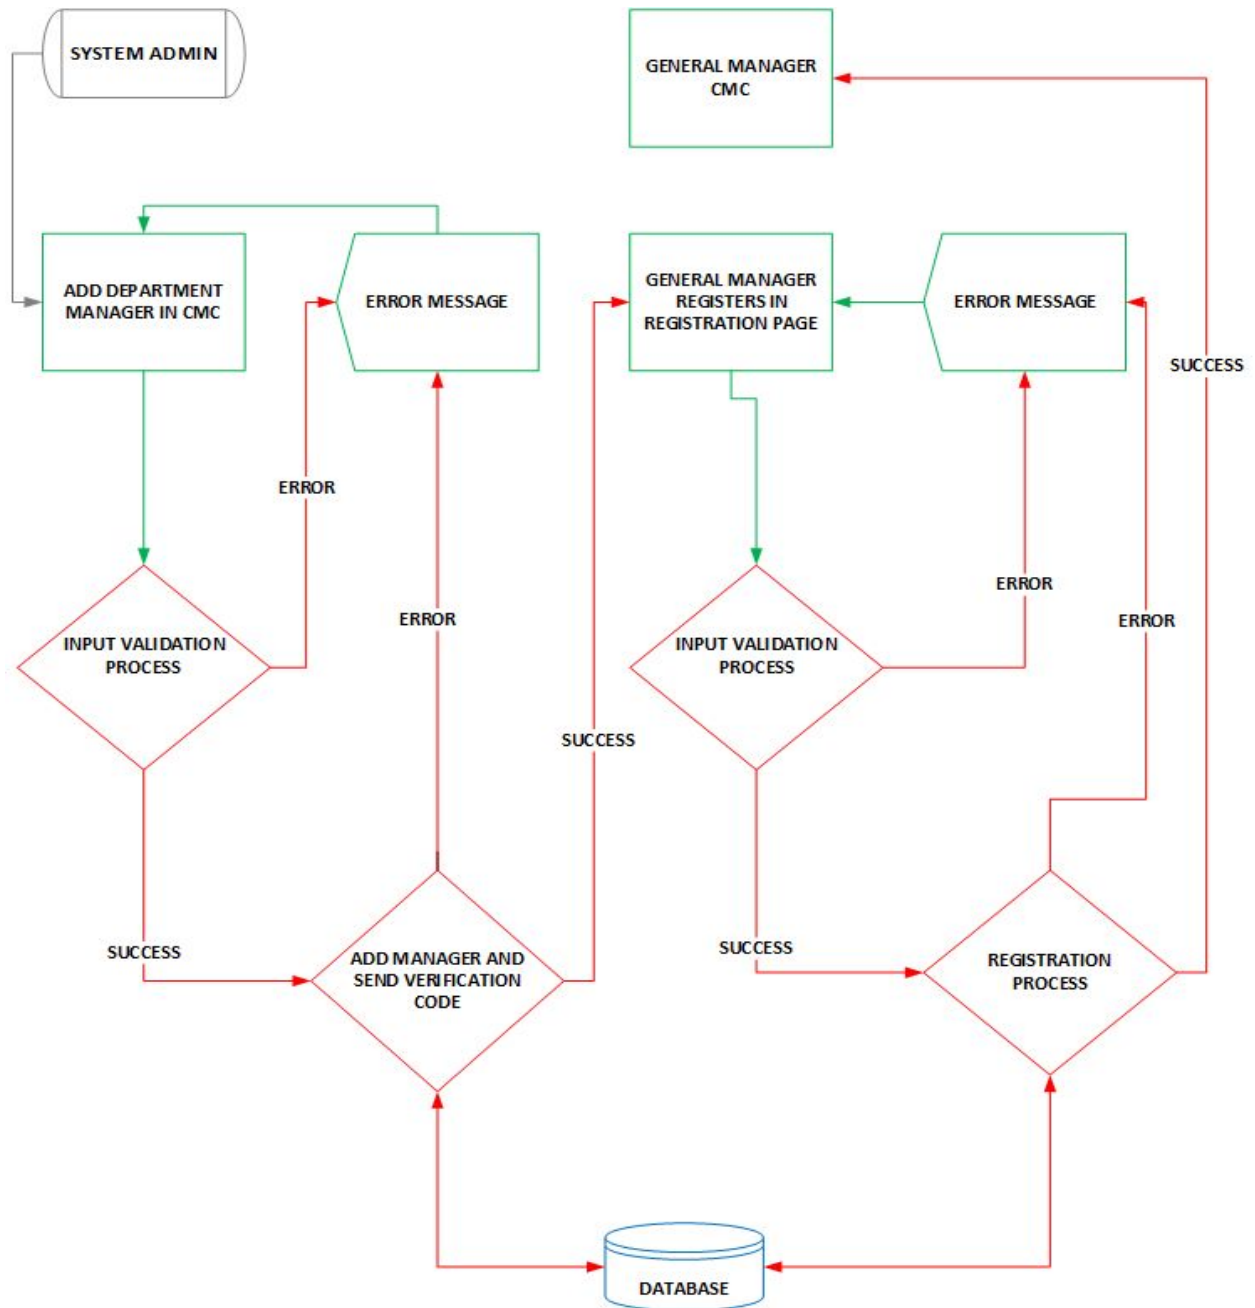 SYSTEM ADMIN
GENERAL MANAGER
CMC
ADD DEPARTMENT
MANAGER IN CMC
ERROR MESSAGE
GENERAL MANAGER
REGISTERS IN
REGISTRATION PAGE
ERROR MESSAGE
SUCCESS
ERROR
ERROR
ERROR
ERROR
INPUT VALIDATION
PROCESS
INPUT VALIDATION
PROCESS
SUCCESS
SUCCESS
SUCCESS
ADD MANAGER AND
SEND VERIFICATION
CODE
REGISTRATION
PROCESS
DATABASE